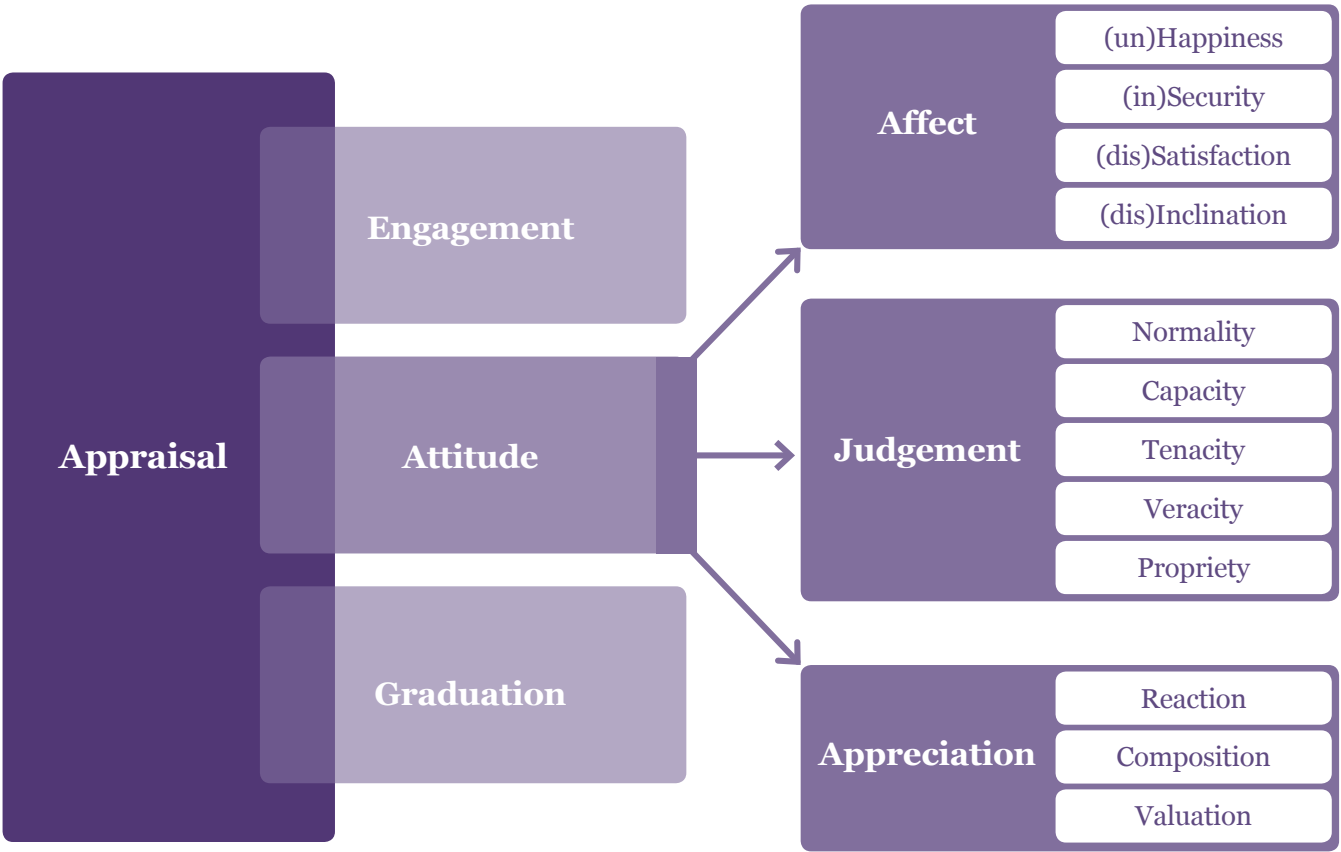 Appraisal
Engagement
Attitude
Graduation
Affect
(un)Happiness
(in)Security
(dis)Satisfaction
(dis)Inclination
Judgement
Normality
Capacity
Tenacity
Veracity
Propriety
Appreciation
Reaction
Composition
Valuation